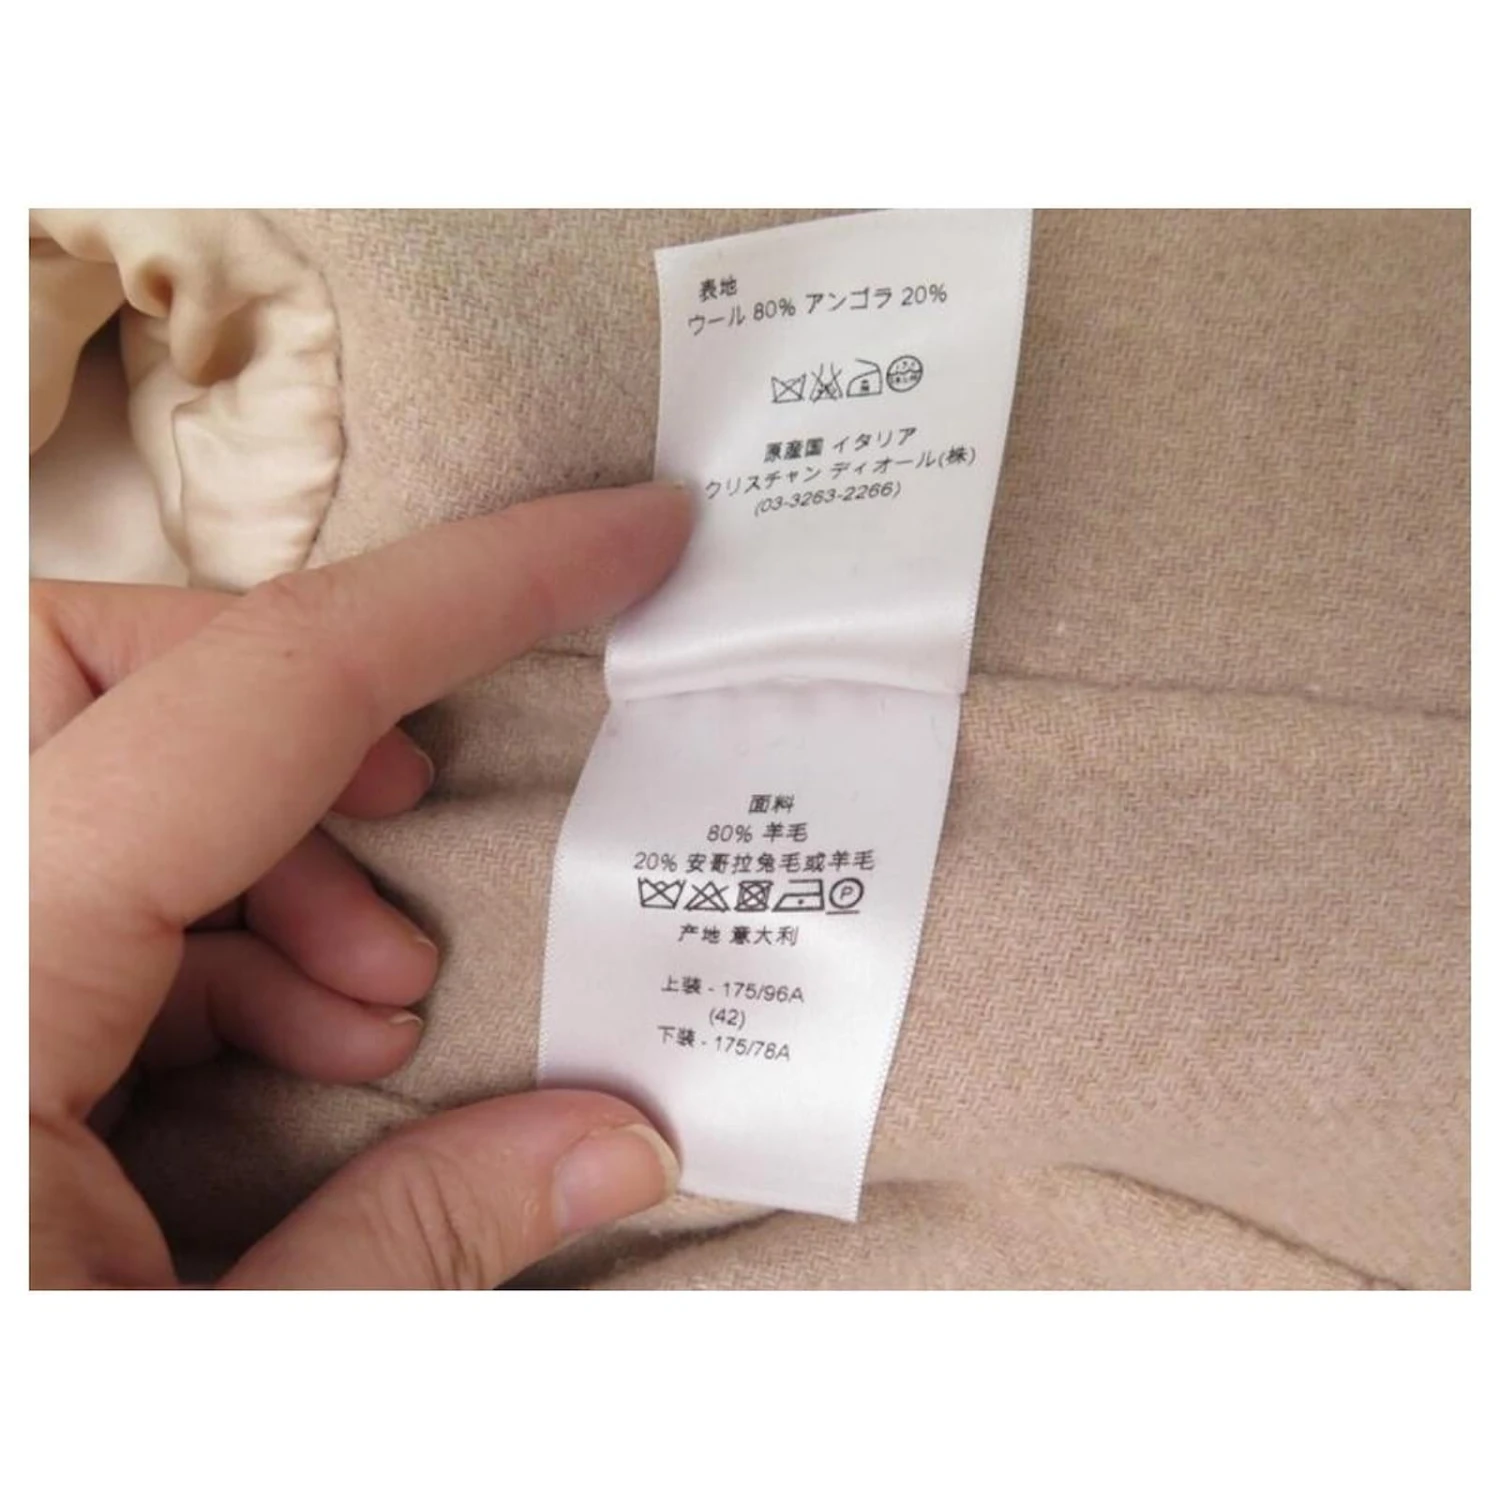 表地
ウール 80% アンゴラ 20%
原産国 イタリア
クリスチャン ディオール(株)
(03-3263-2266)
面料
80% 羊毛
20% 安哥拉兔毛或羊毛
P
产地 意大利
上装 - 175/96A
(42)
下装 - 175/78A